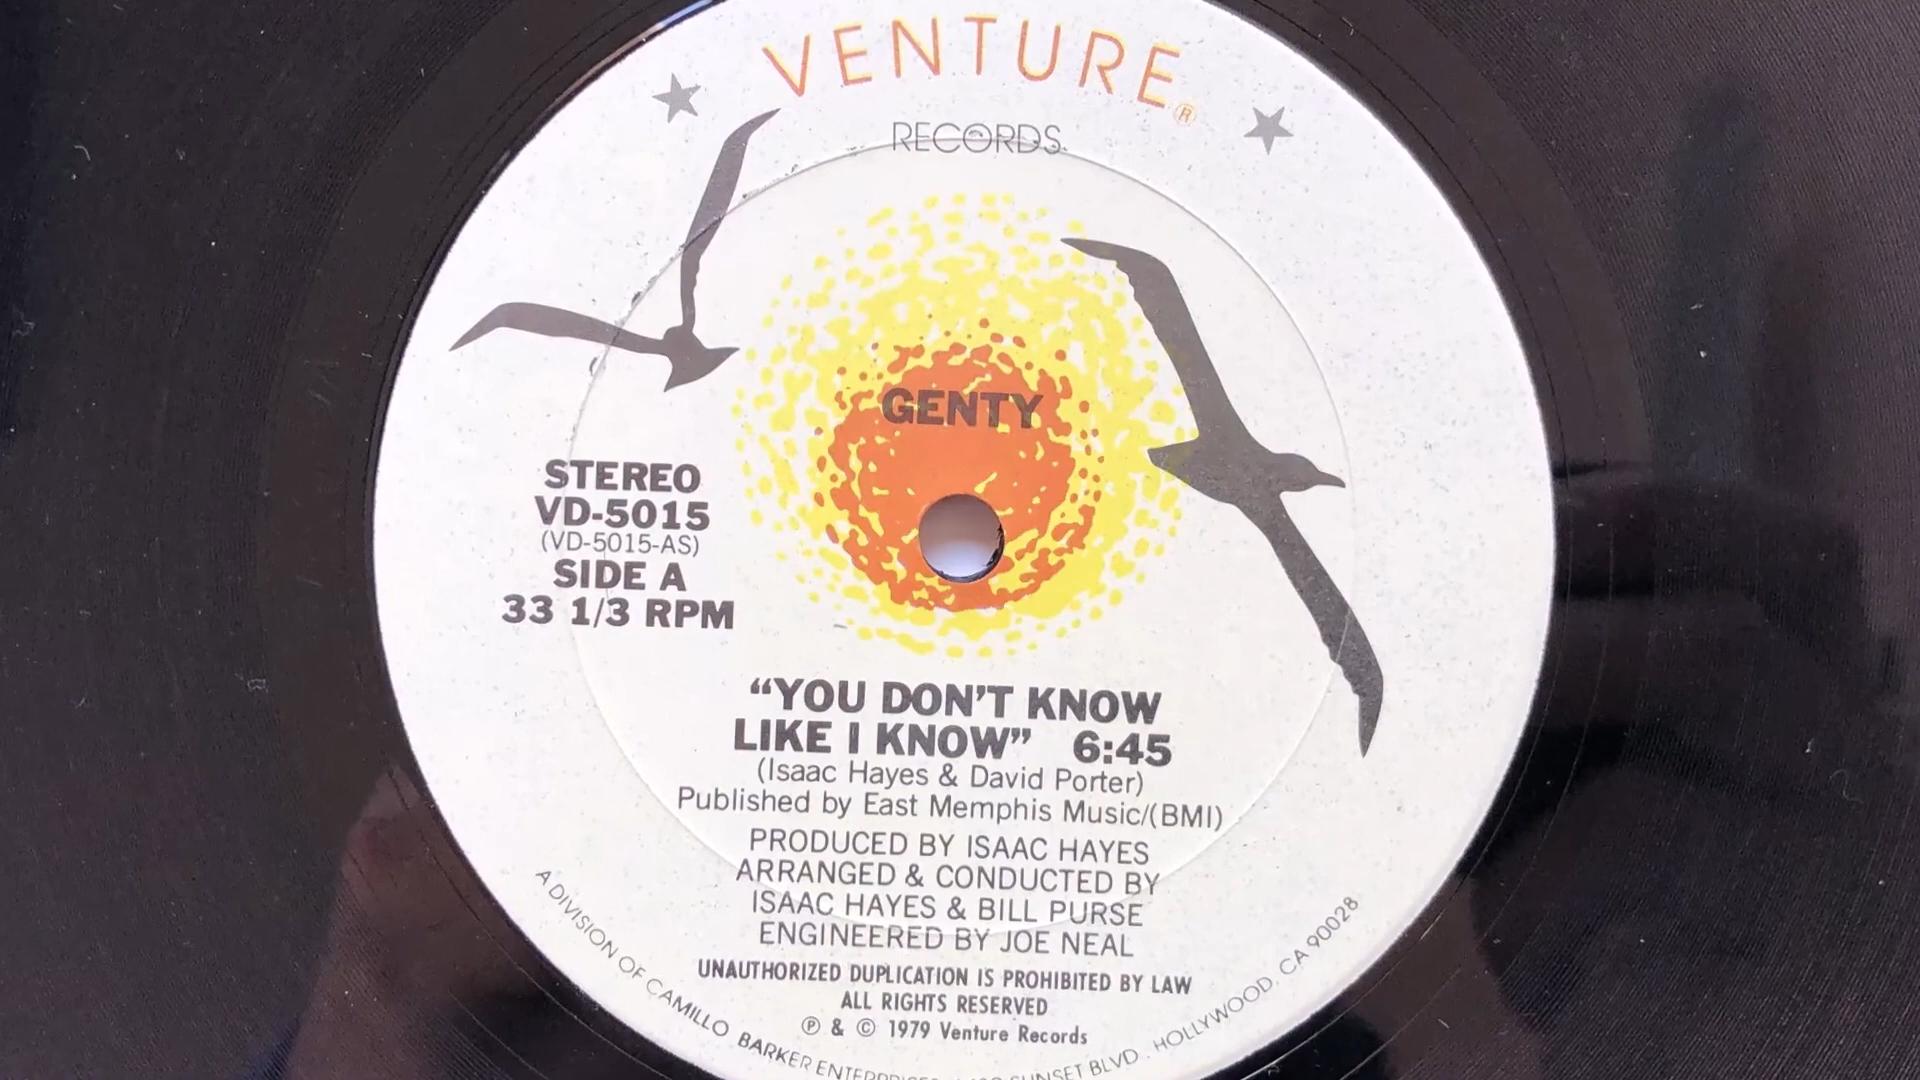 VENTURE®
RECORDS
GENTY
STEREO
VD-5015
(VD-5015-AS)
SIDE A
33 1/3 RPM
“YOU DON'T KNOW
LIKE I KNOW” 6:45
(Isaac Hayes & David Porter)
Published by East Memphis Music/(BMI)
PRODUCED BY ISAAC HAYES
ARRANGED & CONDUCTED BY
ISAAC HAYES & BILL PURSE
ENGINEERED BY JOE NEAL
UNAUTHORIZED DUPLICATION IS PROHIBITED BY LAW
ALL RIGHTS RESERVED
℗ & © 1979 Venture Records
A DIVISION OF CAMILLO BARKER SUNSET BLVD. HOLLYWOOD, CA 90028